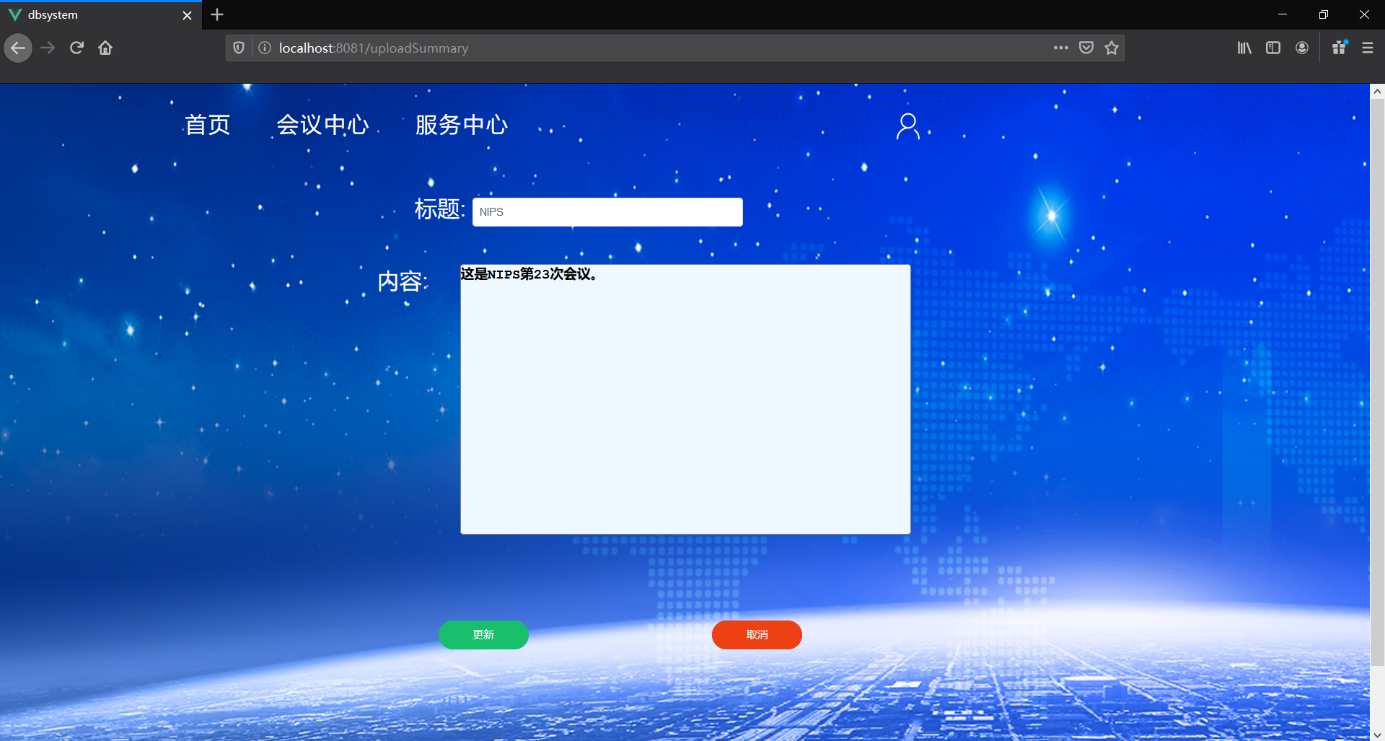 dbsystem
localhost:8081/uploadSummary
首页 会议中心 服务中心
标题: NIPS
内容: 这是NIPS第23次会议。
更新 取消